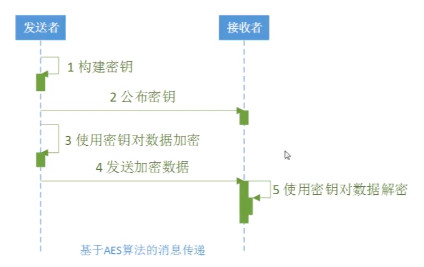 发送者
接收者
1 构建密钥
2 公布密钥
3 使用密钥对数据加密
4 发送加密数据
5 使用密钥对数据解密
基于AES算法的消息传递